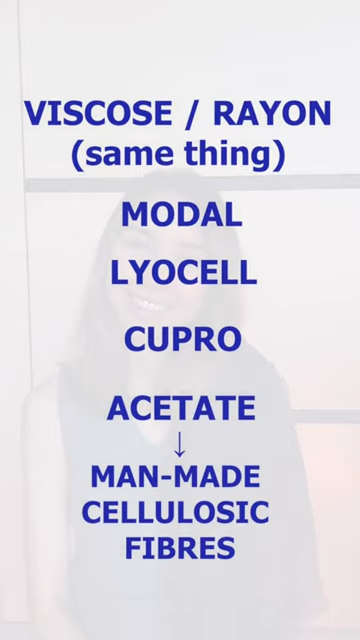 VISCOSE / RAYON
(same thing)
MODAL
LYOCELL
CUPRO
ACETATE
↓
MAN-MADE
CELLULOSIC
FIBRES